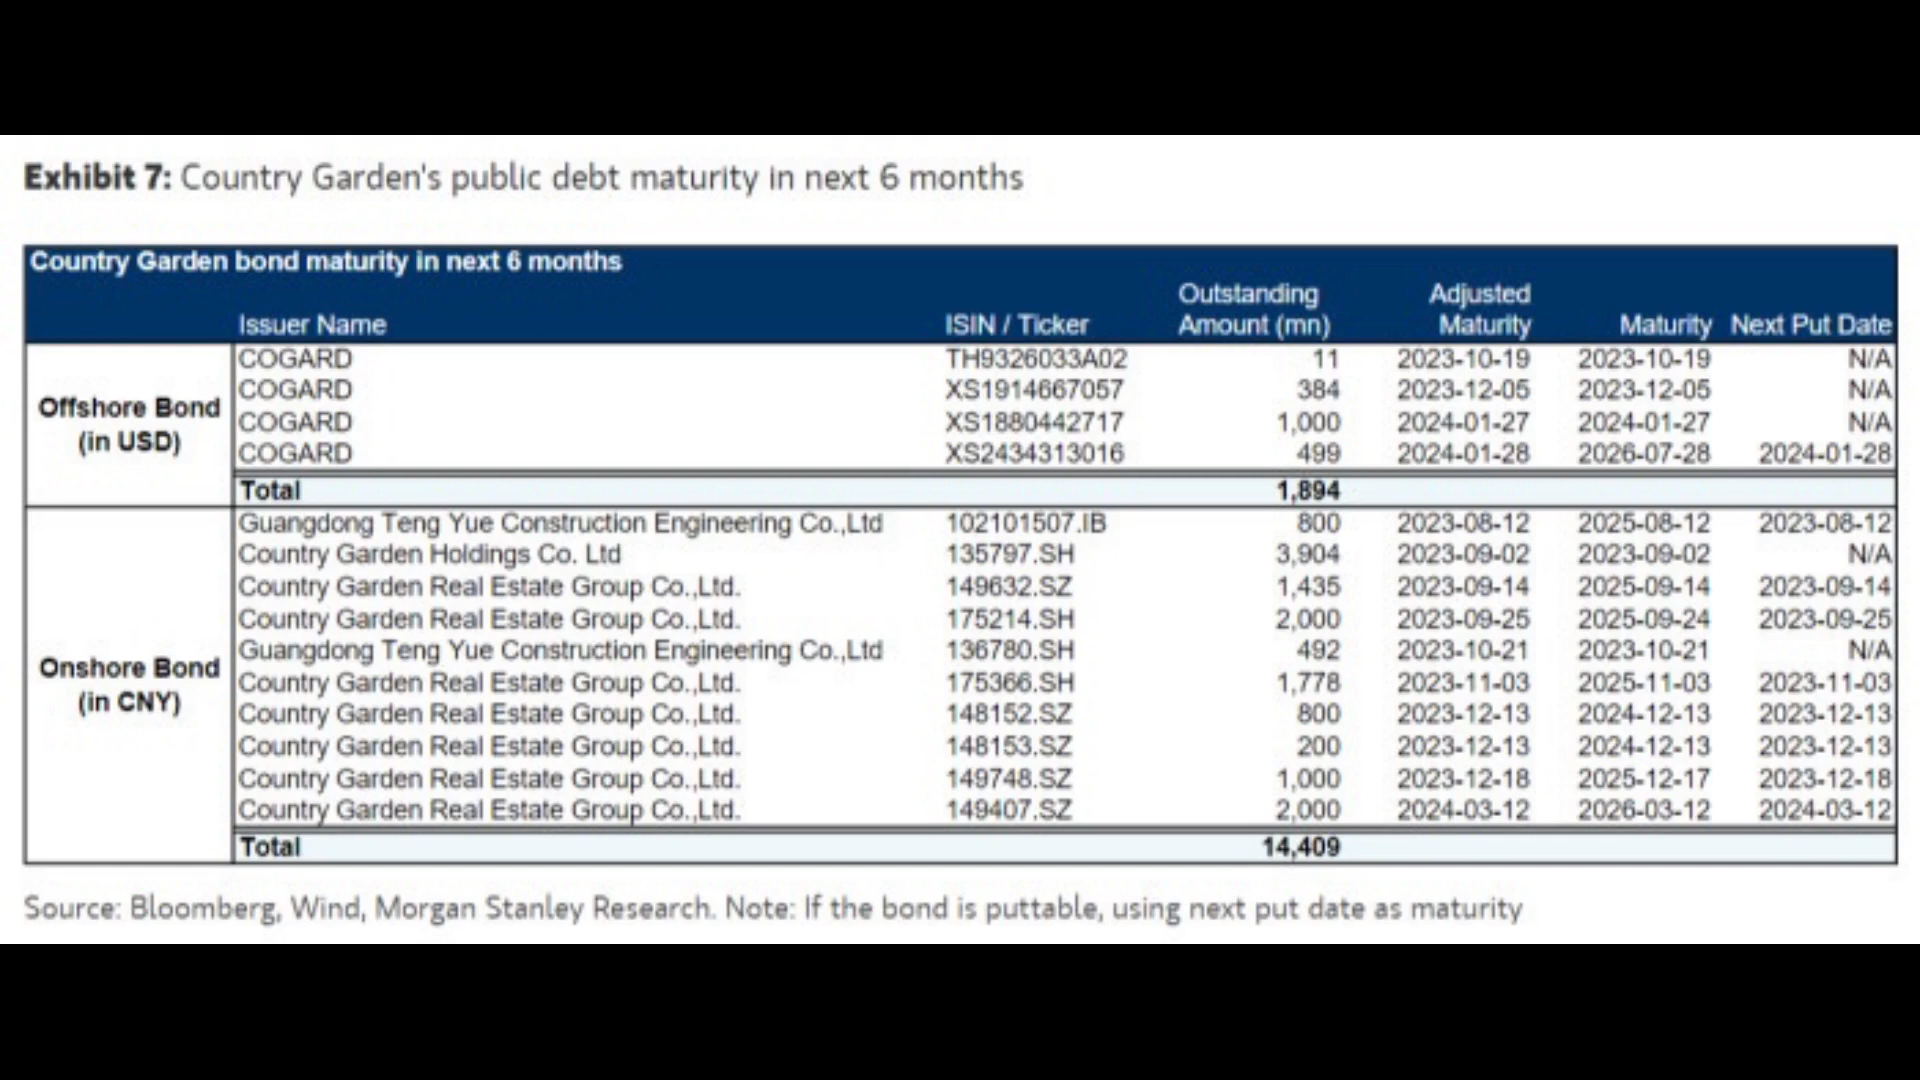 Exhibit 7: Country Garden's public debt maturity in next 6 months
Country Garden bond maturity in next 6 months
Issuer Name ISIN / Ticker Outstanding Amount (mn) Adjusted Maturity Maturity Next Put Date
Offshore Bond (in USD)
COGARD TH9326033A02 11 2023-10-19 2023-10-19 N/A
COGARD XS1914667057 384 2023-12-05 2023-12-05 N/A
COGARD XS1880442717 1,000 2024-01-27 2024-01-27 N/A
COGARD XS2434313016 499 2024-01-28 2026-07-28 2024-01-28
Total 1,894
Onshore Bond (in CNY)
Guangdong Teng Yue Construction Engineering Co.,Ltd 102101507.IB 800 2023-08-12 2025-08-12 2023-08-12
Country Garden Holdings Co. Ltd 135797.SH 3,904 2023-09-02 2023-09-02 N/A
Country Garden Real Estate Group Co.,Ltd. 149632.SZ 1,435 2023-09-14 2025-09-14 2023-09-14
Country Garden Real Estate Group Co.,Ltd. 175214.SH 2,000 2023-09-25 2025-09-24 2023-09-25
Guangdong Teng Yue Construction Engineering Co.,Ltd 136780.SH 492 2023-10-21 2023-10-21 N/A
Country Garden Real Estate Group Co.,Ltd. 175366.SH 1,778 2023-11-03 2025-11-03 2023-11-03
Country Garden Real Estate Group Co.,Ltd. 148152.SZ 800 2023-12-13 2024-12-13 2023-12-13
Country Garden Real Estate Group Co.,Ltd. 148153.SZ 200 2023-12-13 2024-12-13 2023-12-13
Country Garden Real Estate Group Co.,Ltd. 149748.SZ 1,000 2023-12-18 2025-12-17 2023-12-18
Country Garden Real Estate Group Co.,Ltd. 149407.SZ 2,000 2024-03-12 2026-03-12 2024-03-12
Total 14,409
Source: Bloomberg, Wind, Morgan Stanley Research. Note: If the bond is puttable, using next put date as maturity